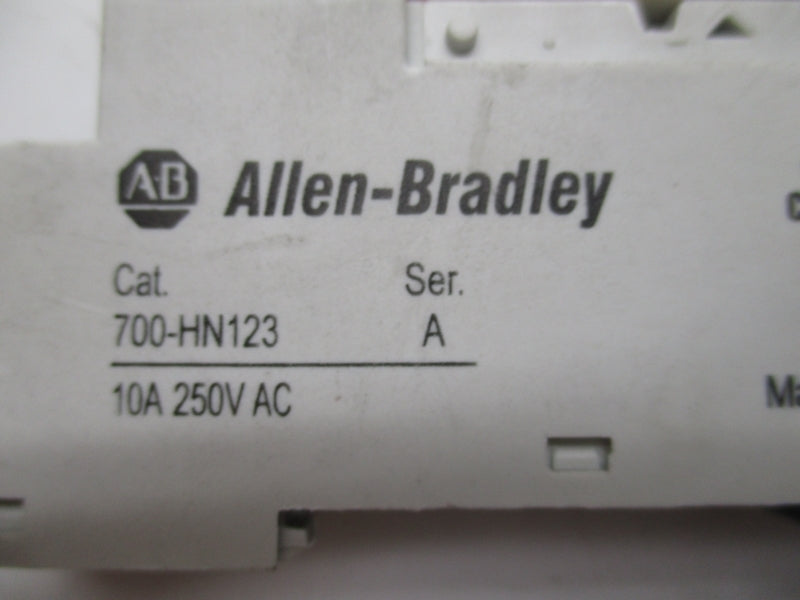 AB Allen-Bradley
Cat. Ser.
700-HN123 A
10A 250V AC